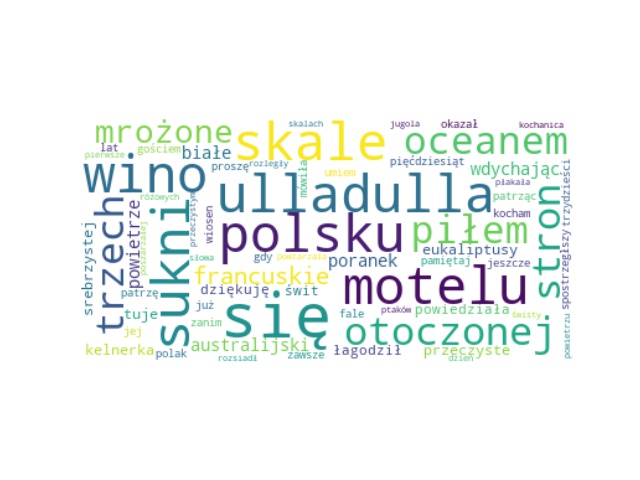 skalach jugola okazał kochanica
mrożone skale oceanem
lat gościem białe pięćdziesiąt
pierwsze wino proszę rozległy wdychając
umiem mówiła płakała
różowych ulladulla patrząc
trzech sukni powietrze przeczystym wiosen kocham stron trzydzieści
polsku piłem
srebrzystej poszarzałej eukaliptusy spostrzegłszy
słowa gdy powtarzała poranek pamiętaj jeszcze
francuskie motelu
patrzę dziękuję świt
tuje już się fale ptaków powiedziała świsty
jej zanim otoczonej powietrzu
kelnerka polak australijski łagodził przeczyste
rozsiadł zawsze dzień